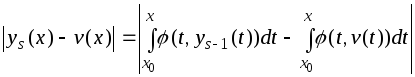 |y_s(x) - v(x)| = |∫_{x_0}^{x} ϕ(t, y_{s-1}(t))dt - ∫_{x_0}^{x} ϕ(t, v(t))dt|